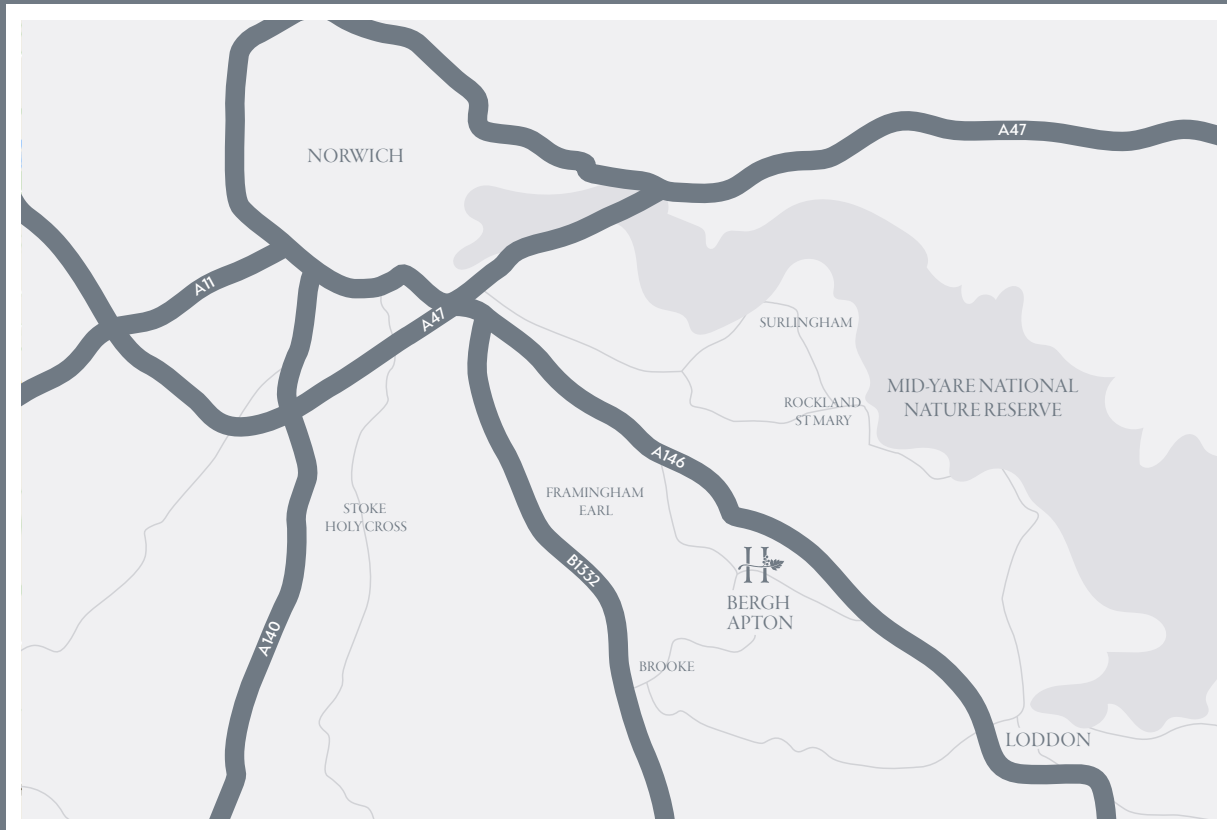 A47
NORWICH
A11
A47
SURLINGHAM
MID-YARE NATIONAL
NATURE RESERVE
ROCKLAND
ST MARY
A146
FRAMINGHAM
EARL
STOKE
HOLY CROSS
B1332
H
BERGH
APTON
A140
BROOKE
LODDON